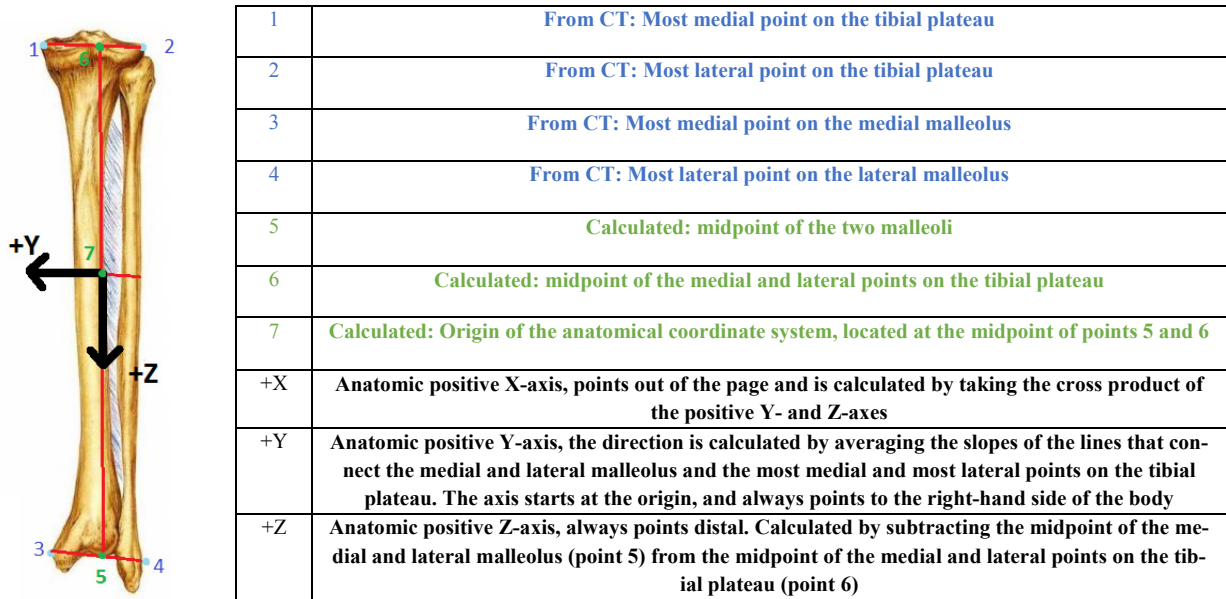 1
2
6
7
+Y
+Z
3
5
4
1 From CT: Most medial point on the tibial plateau
2 From CT: Most lateral point on the tibial plateau
3 From CT: Most medial point on the medial malleolus
4 From CT: Most lateral point on the lateral malleolus
5 Calculated: midpoint of the two malleoli
6 Calculated: midpoint of the medial and lateral points on the tibial plateau
7 Calculated: Origin of the anatomical coordinate system, located at the midpoint of points 5 and 6
+X Anatomic positive X-axis, points out of the page and is calculated by taking the cross product of
the positive Y- and Z-axes
+Y Anatomic positive Y-axis, the direction is calculated by averaging the slopes of the lines that con-
nect the medial and lateral malleolus and the most medial and most lateral points on the tibial
plateau. The axis starts at the origin, and always points to the right-hand side of the body
+Z Anatomic positive Z-axis, always points distal. Calculated by subtracting the midpoint of the me-
dial and lateral malleolus (point 5) from the midpoint of the medial and lateral points on the tib-
ial plateau (point 6)